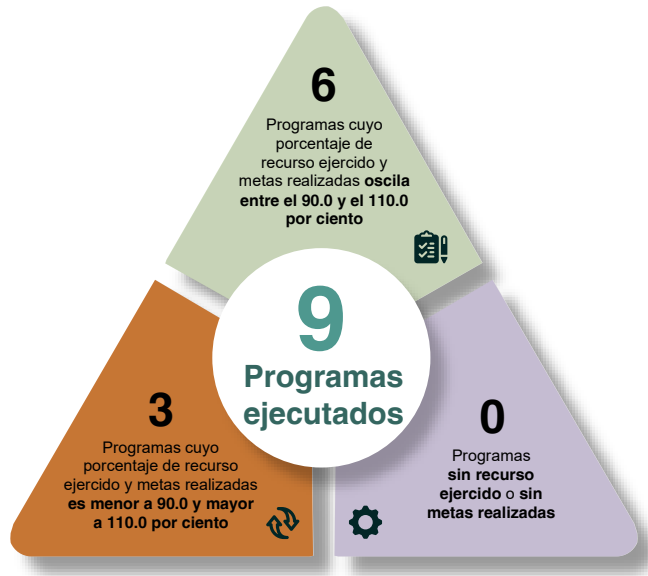 6
Programas cuyo
porcentaje de
recurso ejercido y
metas realizadas oscila
entre el 90.0 y el 110.0
por ciento
9
Programas
ejecutados
3
Programas cuyo
porcentaje de recurso
ejercido y metas realizadas
es menor a 90.0 y mayor
a 110.0 por ciento
0
Programas
sin recurso
ejercido o sin
metas realizadas